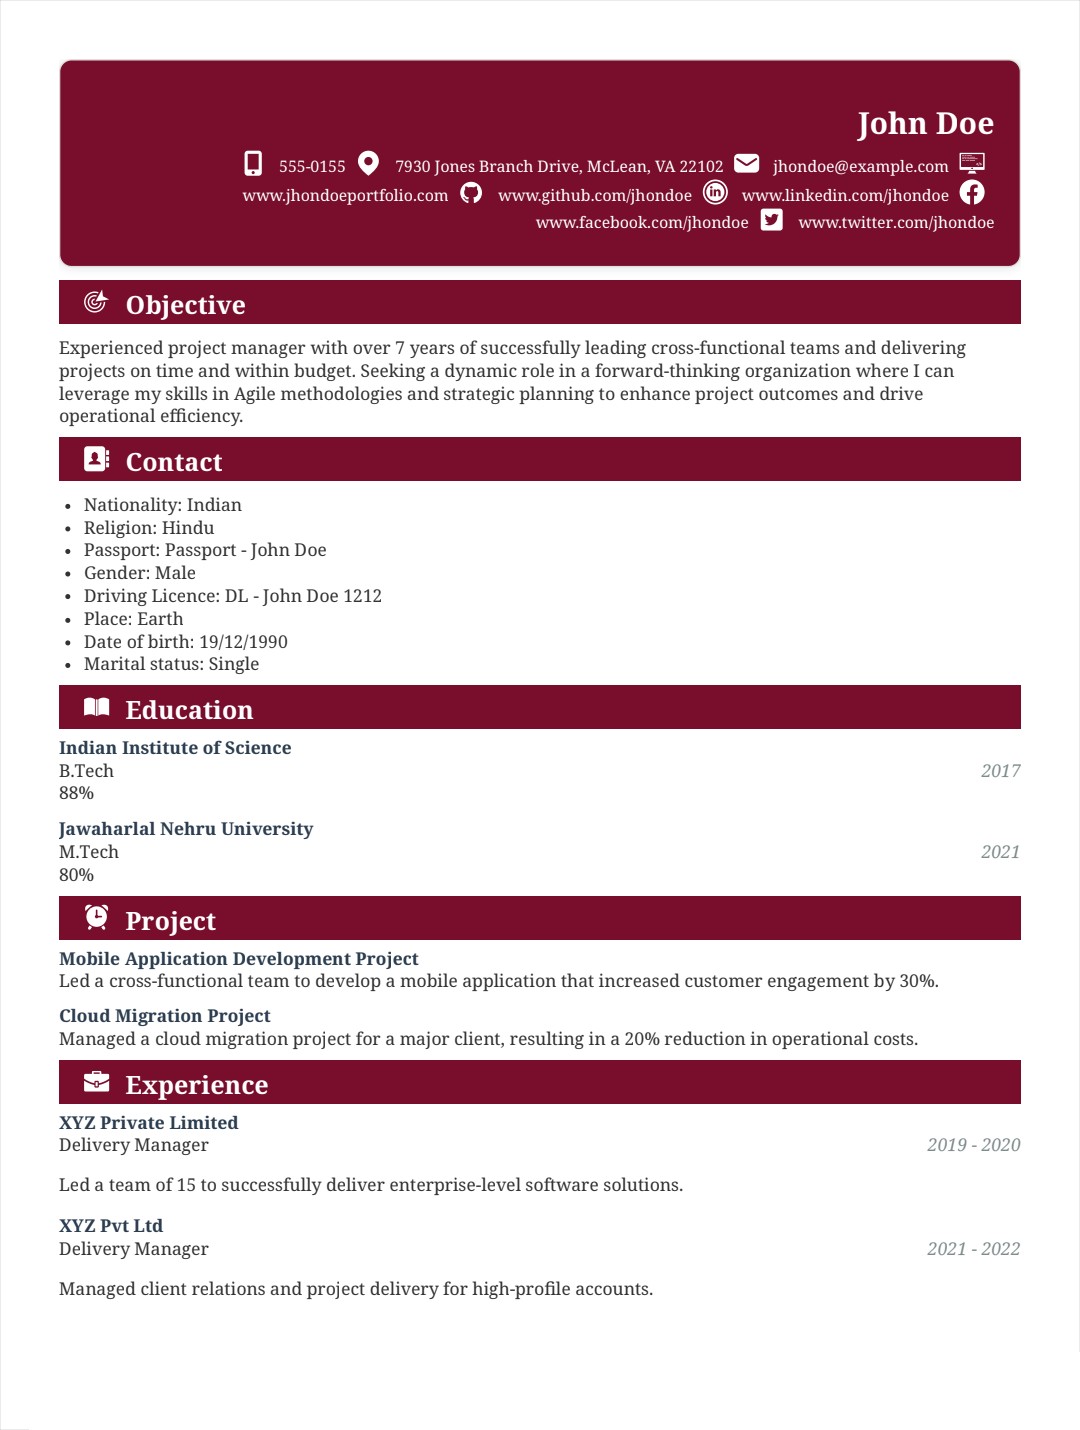 John Doe
555-0155 7930 Jones Branch Drive, McLean, VA 22102 jhondoe@example.com
www.jhondoeportfolio.com www.github.com/jhondoe www.linkedin.com/jhondoe
www.facebook.com/jhondoe www.twitter.com/jhondoe
Objective
Experienced project manager with over 7 years of successfully leading cross-functional teams and delivering
projects on time and within budget. Seeking a dynamic role in a forward-thinking organization where I can
leverage my skills in Agile methodologies and strategic planning to enhance project outcomes and drive
operational efficiency.
Contact
• Nationality: Indian
• Religion: Hindu
• Passport: Passport - John Doe
• Gender: Male
• Driving Licence: DL - John Doe 1212
• Place: Earth
• Date of birth: 19/12/1990
• Marital status: Single
Education
Indian Institute of Science
B.Tech 2017
88%
Jawaharlal Nehru University
M.Tech 2021
80%
Project
Mobile Application Development Project
Led a cross-functional team to develop a mobile application that increased customer engagement by 30%.
Cloud Migration Project
Managed a cloud migration project for a major client, resulting in a 20% reduction in operational costs.
Experience
XYZ Private Limited
Delivery Manager 2019 - 2020
Led a team of 15 to successfully deliver enterprise-level software solutions.
XYZ Pvt Ltd
Delivery Manager 2021 - 2022
Managed client relations and project delivery for high-profile accounts.